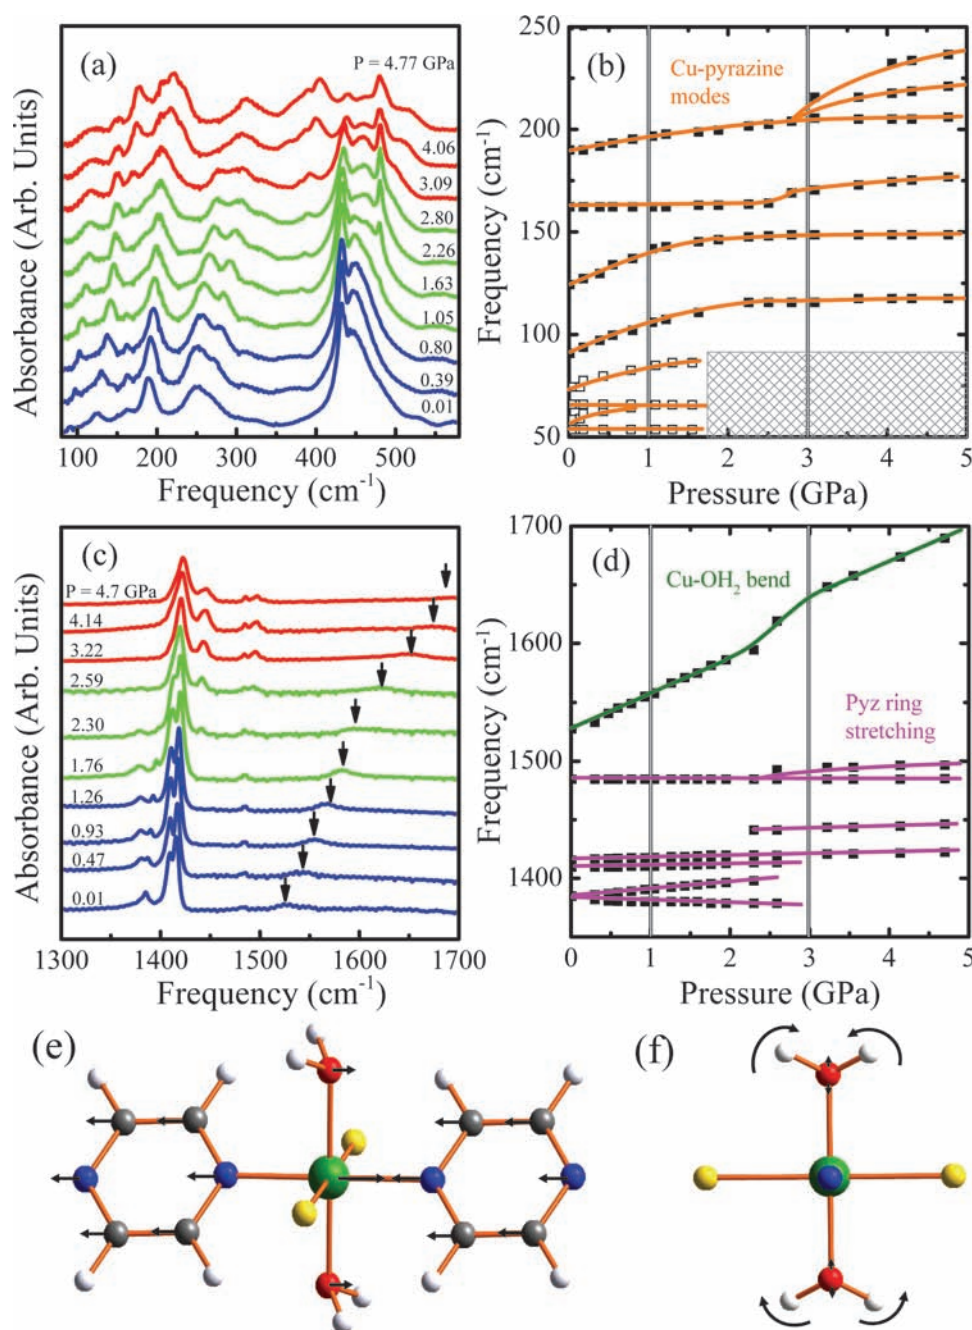 (a)
P = 4.77 GPa
4.06
3.09
2.80
2.26
1.63
1.05
0.80
0.39
0.01
Absorbance (Arb. Units)
100 200 300 400 500
Frequency (cm-1)
(b)
Cu-pyrazine
modes
250
200
150
100
50
Frequency (cm-1)
0 1 2 3 4 5
Pressure (GPa)
(c)
P = 4.7 GPa
4.14
3.22
2.59
2.30
1.76
1.26
0.93
0.47
0.01
Absorbance (Arb. Units)
1300 1400 1500 1600 1700
Frequency (cm-1)
(d)
Cu-OH2 bend
Pyz ring
stretching
1700
1600
1500
1400
Frequency (cm-1)
0 1 2 3 4 5
Pressure (GPa)
(e)
(f)